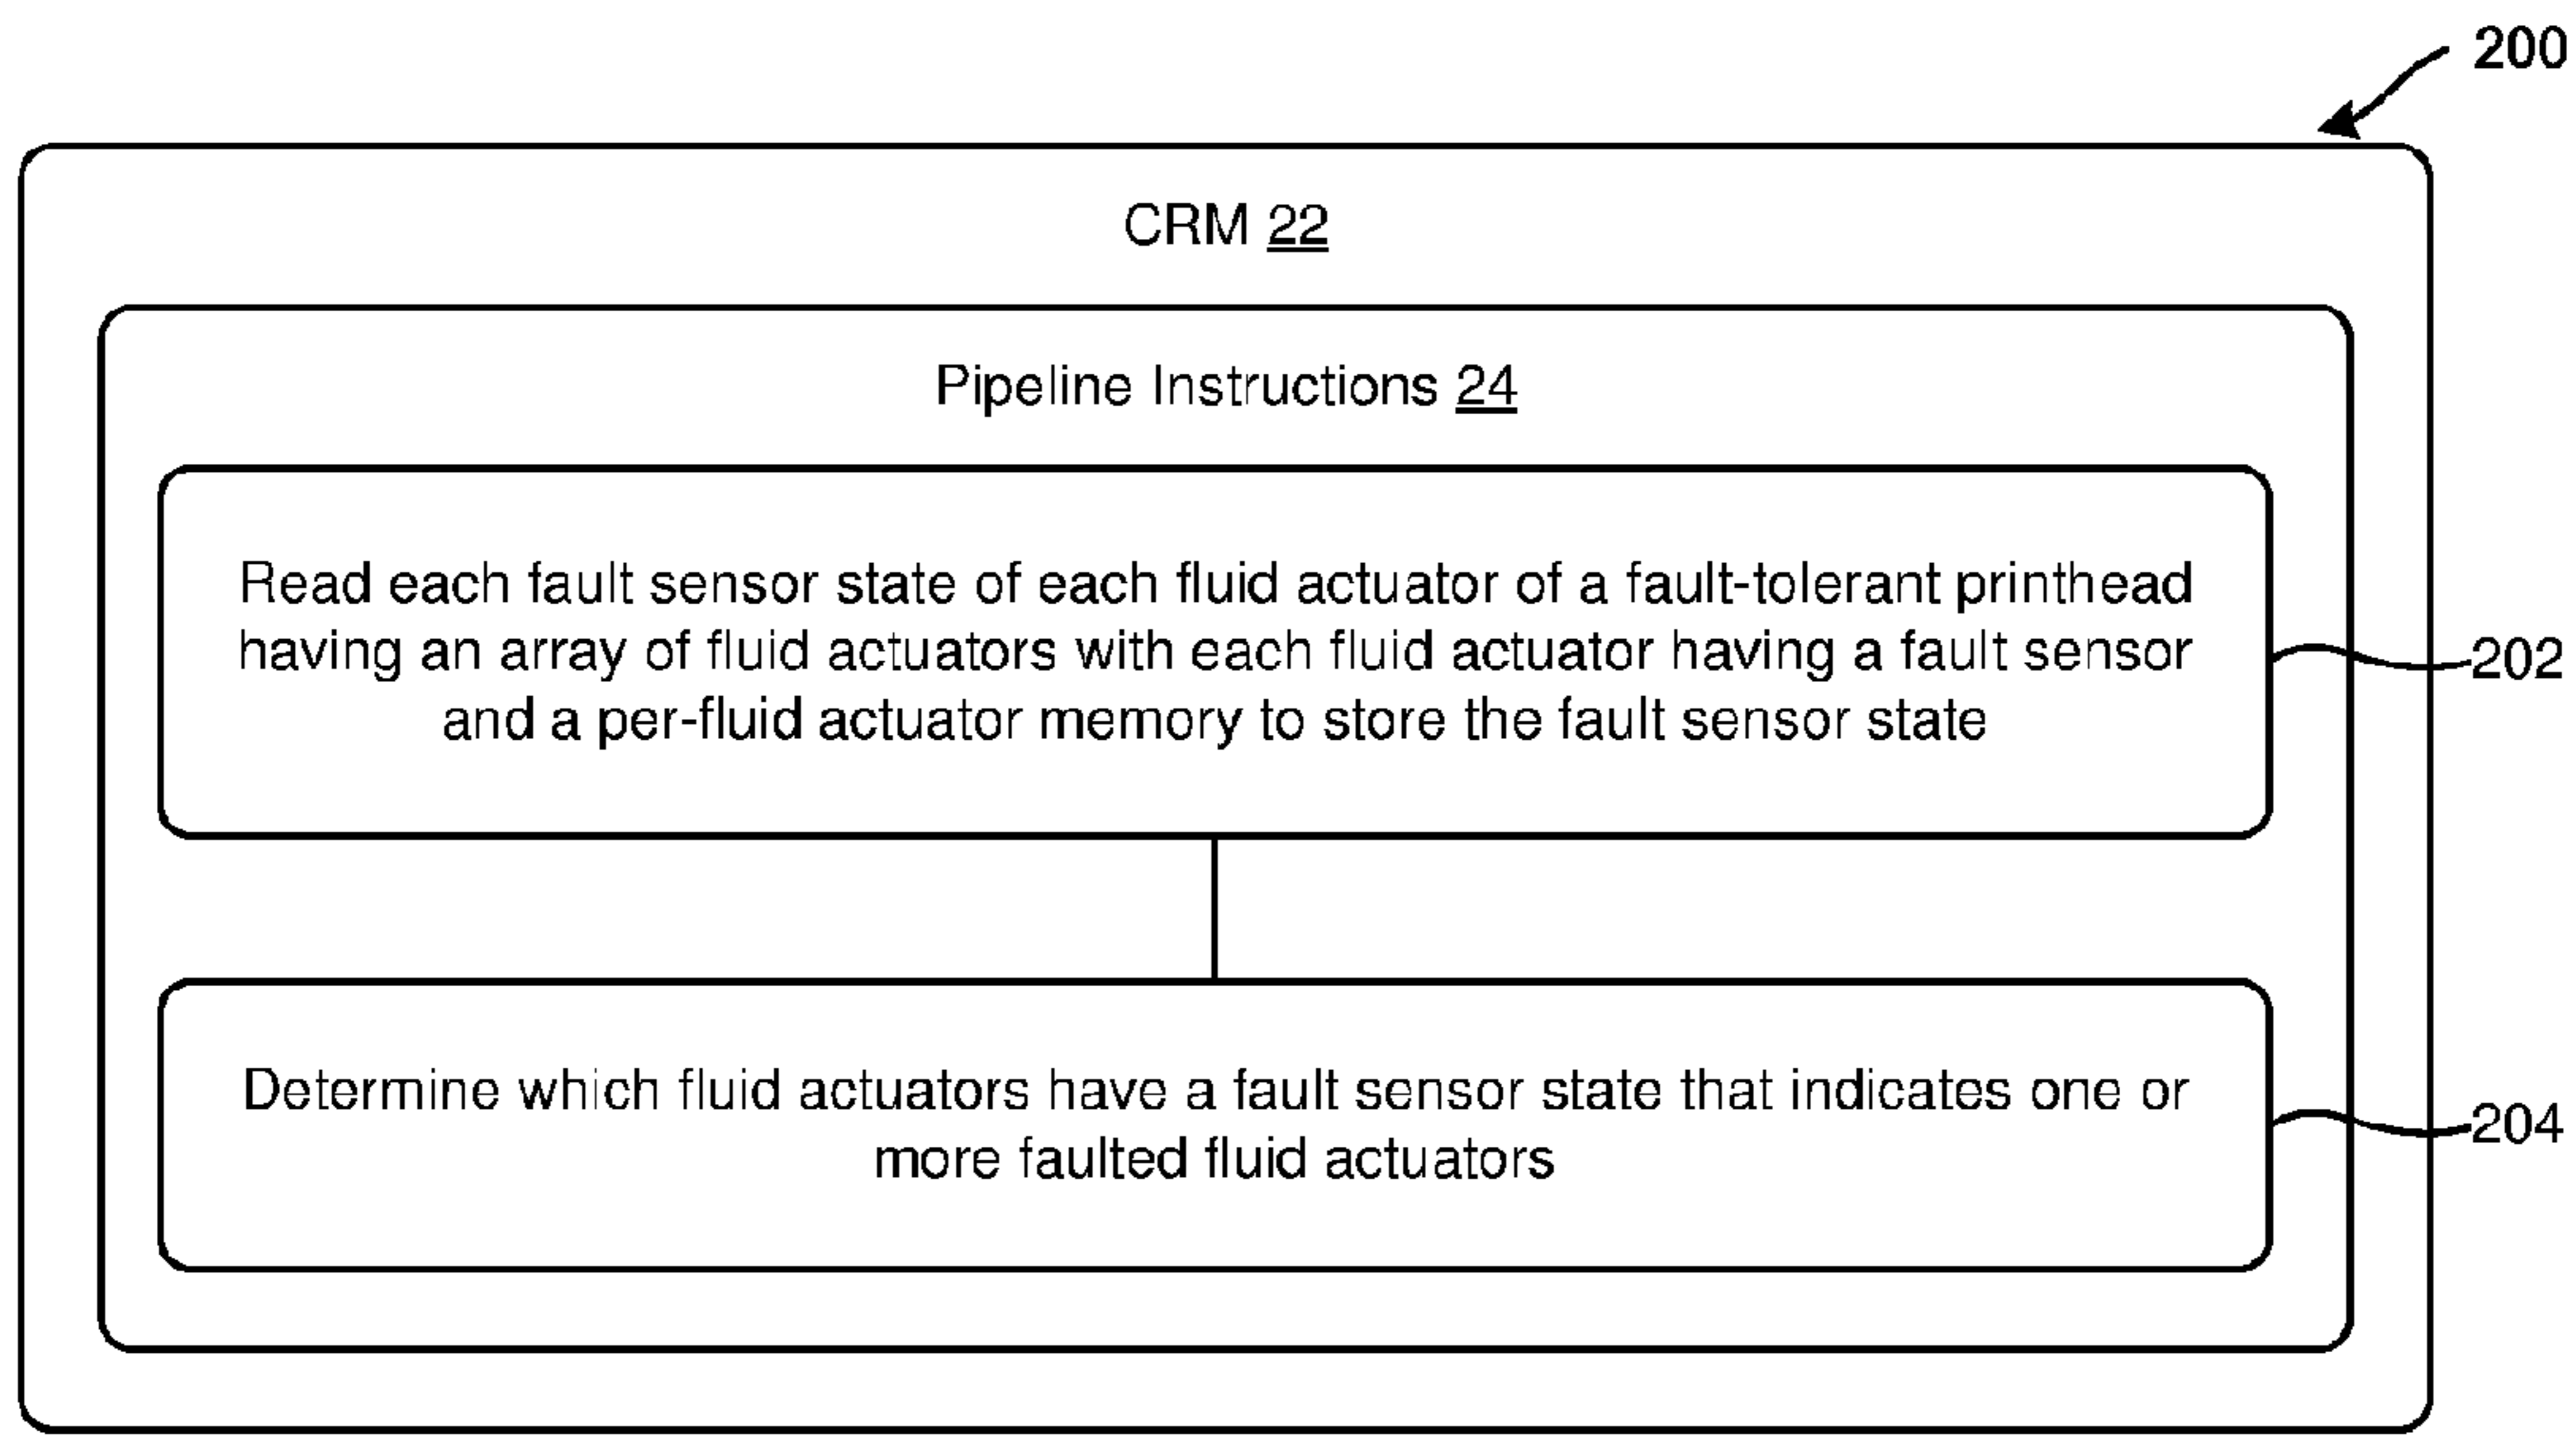 200
CRM 22
Pipeline Instructions 24
Read each fault sensor state of each fluid actuator of a fault-tolerant printhead
having an array of fluid actuators with each fluid actuator having a fault sensor
and a per-fluid actuator memory to store the fault sensor state
202
Determine which fluid actuators have a fault sensor state that indicates one or
more faulted fluid actuators
204